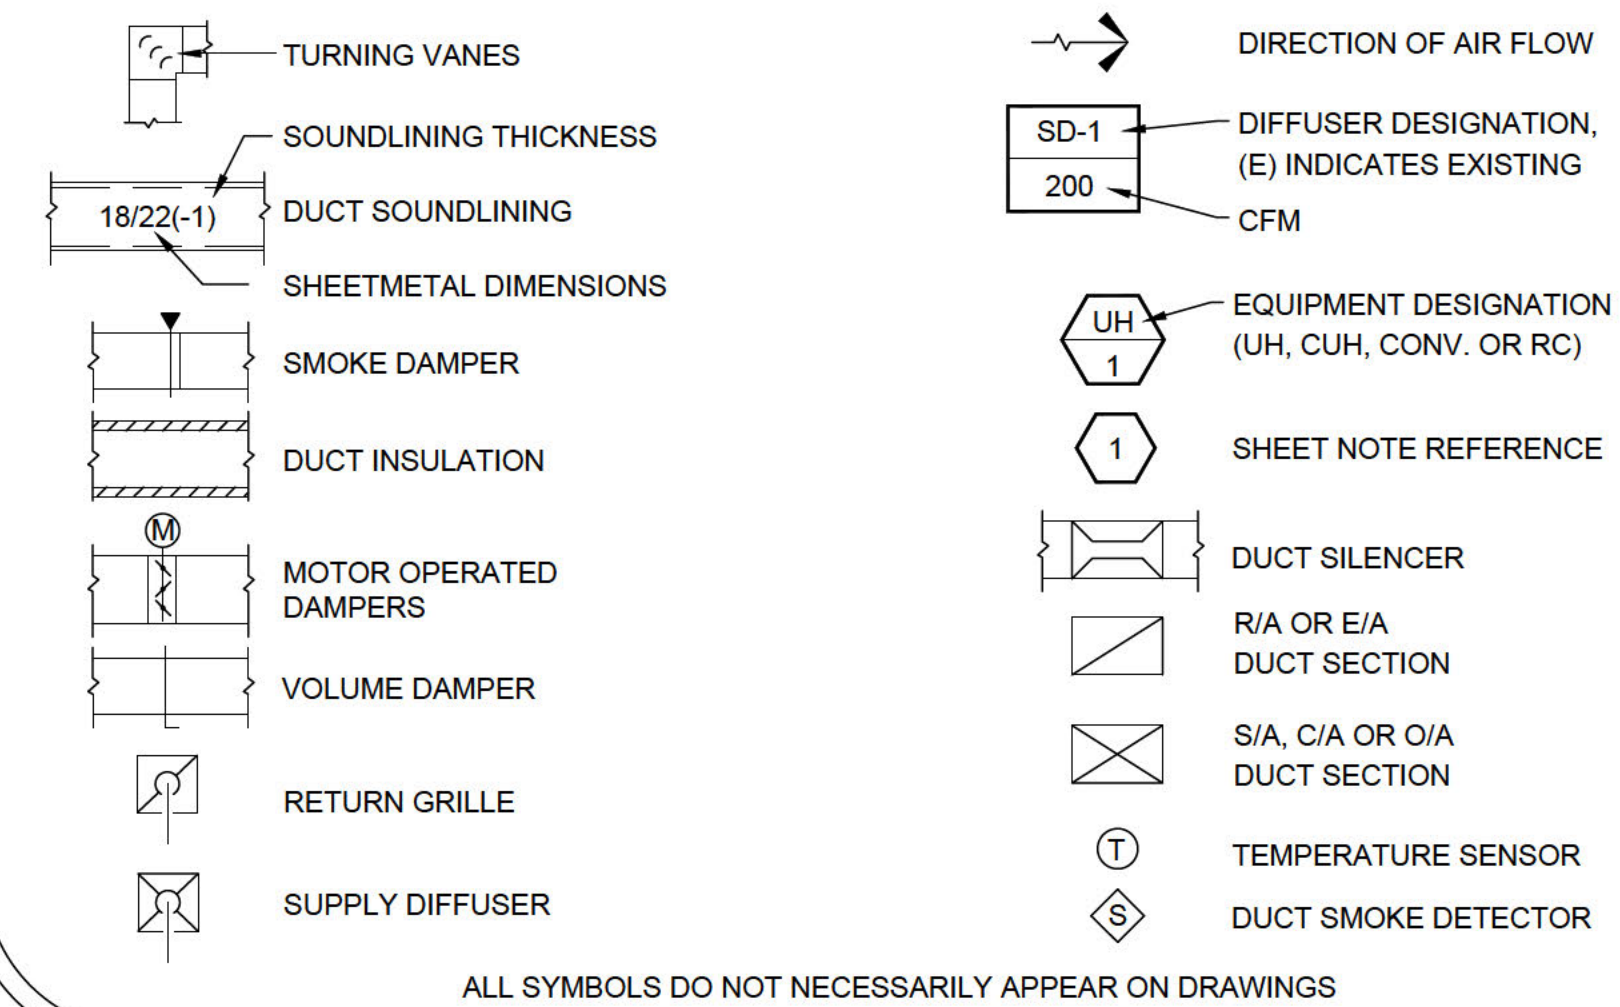 TURNING VANES
SOUNDLINING THICKNESS
18/22(-1)
DUCT SOUNDLINING
SHEETMETAL DIMENSIONS
SMOKE DAMPER
DUCT INSULATION
M
MOTOR OPERATED
DAMPERS
VOLUME DAMPER
RETURN GRILLE
SUPPLY DIFFUSER
DIRECTION OF AIR FLOW
SD-1
DIFFUSER DESIGNATION,
(E) INDICATES EXISTING
200
CFM
UH
EQUIPMENT DESIGNATION
(UH, CUH, CONV. OR RC)
1
1
SHEET NOTE REFERENCE
DUCT SILENCER
R/A OR E/A
DUCT SECTION
S/A, C/A OR O/A
DUCT SECTION
T
TEMPERATURE SENSOR
S
DUCT SMOKE DETECTOR
ALL SYMBOLS DO NOT NECESSARILY APPEAR ON DRAWINGS